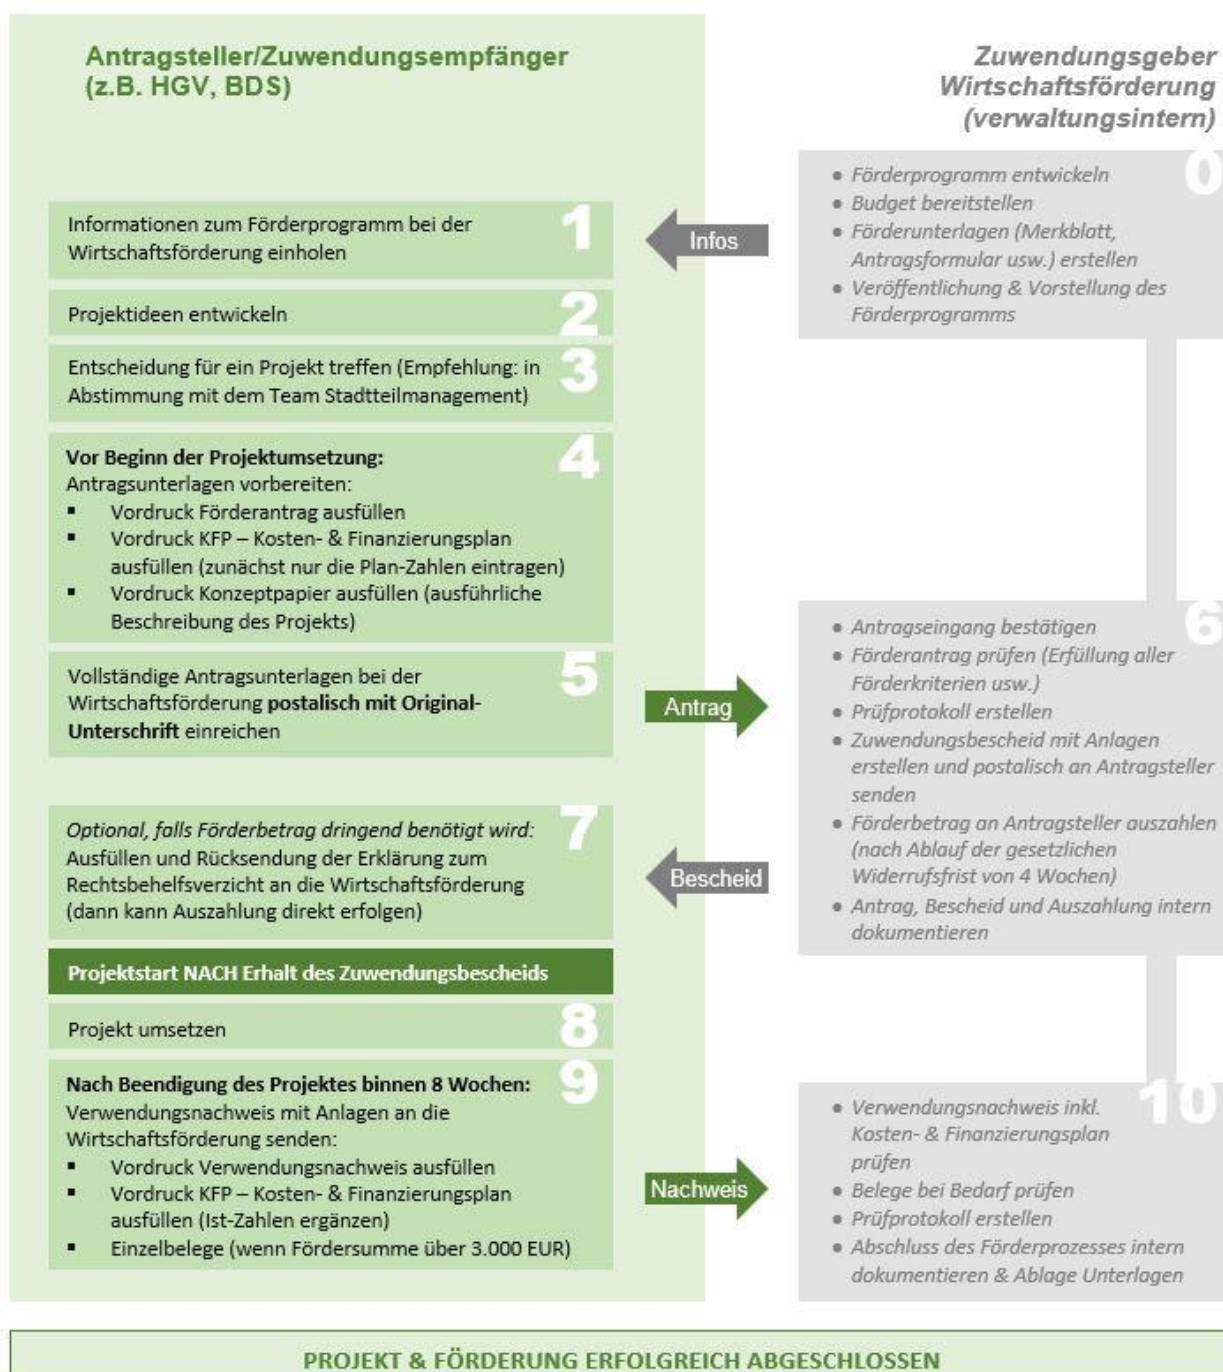 Antragsteller/Zuwendungsempfänger
(z.B. HGV, BDS)
Zuwendungsgeber
Wirtschaftsförderung
(verwaltungsintern)
0
● Förderprogramm entwickeln
● Budget bereitstellen
● Förderunterlagen (Merkblatt,
Antragsformular usw.) erstellen
● Veröffentlichung & Vorstellung des
Förderprogramms
Infos
1
Informationen zum Förderprogramm bei der
Wirtschaftsförderung einholen
2
Projektideen entwickeln
3
Entscheidung für ein Projekt treffen (Empfehlung: in
Abstimmung mit dem Team Stadtteilmanagement)
4
Vor Beginn der Projektumsetzung:
Antragsunterlagen vorbereiten:
▪ Vordruck Förderantrag ausfüllen
▪ Vordruck KFP – Kosten- & Finanzierungsplan
ausfüllen (zunächst nur die Plan-Zahlen eintragen)
▪ Vordruck Konzeptpapier ausfüllen (ausführliche
Beschreibung des Projekts)
5
Vollständige Antragsunterlagen bei der
Wirtschaftsförderung postalisch mit Original-
Unterschrift einreichen
Antrag
6
● Antragseingang bestätigen
● Förderantrag prüfen (Erfüllung aller
Förderkriterien usw.)
● Prüfprotokoll erstellen
● Zuwendungsbescheid mit Anlagen
erstellen und postalisch an Antragsteller
senden
● Förderbetrag an Antragsteller auszahlen
(nach Ablauf der gesetzlichen
Widerrufsfrist von 4 Wochen)
● Antrag, Bescheid und Auszahlung intern
dokumentieren
Bescheid
7
Optional, falls Förderbetrag dringend benötigt wird:
Ausfüllen und Rücksendung der Erklärung zum
Rechtsbehelfsverzicht an die Wirtschaftsförderung
(dann kann Auszahlung direkt erfolgen)
Projektstart NACH Erhalt des Zuwendungsbescheids
8
Projekt umsetzen
9
Nach Beendigung des Projektes binnen 8 Wochen:
Verwendungsnachweis mit Anlagen an die
Wirtschaftsförderung senden:
▪ Vordruck Verwendungsnachweis ausfüllen
▪ Vordruck KFP – Kosten- & Finanzierungsplan
ausfüllen (Ist-Zahlen ergänzen)
▪ Einzelbelege (wenn Fördersumme über 3.000 EUR)
Nachweis
10
● Verwendungsnachweis inkl.
Kosten- & Finanzierungsplan
prüfen
● Belege bei Bedarf prüfen
● Prüfprotokoll erstellen
● Abschluss des Förderprozesses intern
dokumentieren & Ablage Unterlagen
PROJEKT & FÖRDERUNG ERFOLGREICH ABGESCHLOSSEN